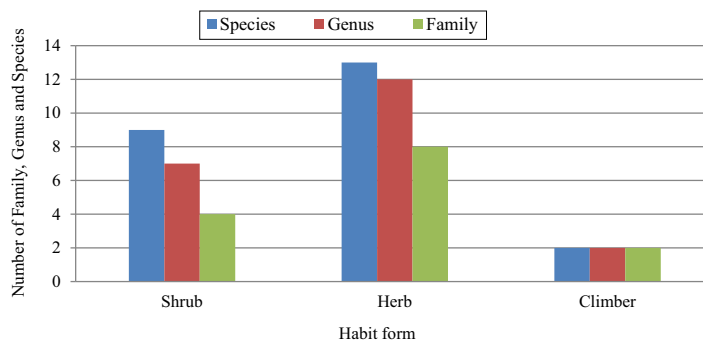 Species Genus Family
Number of Family, Genus and Species
14
12
10
8
6
4
2
0
Shrub Herb Climber
Habit form